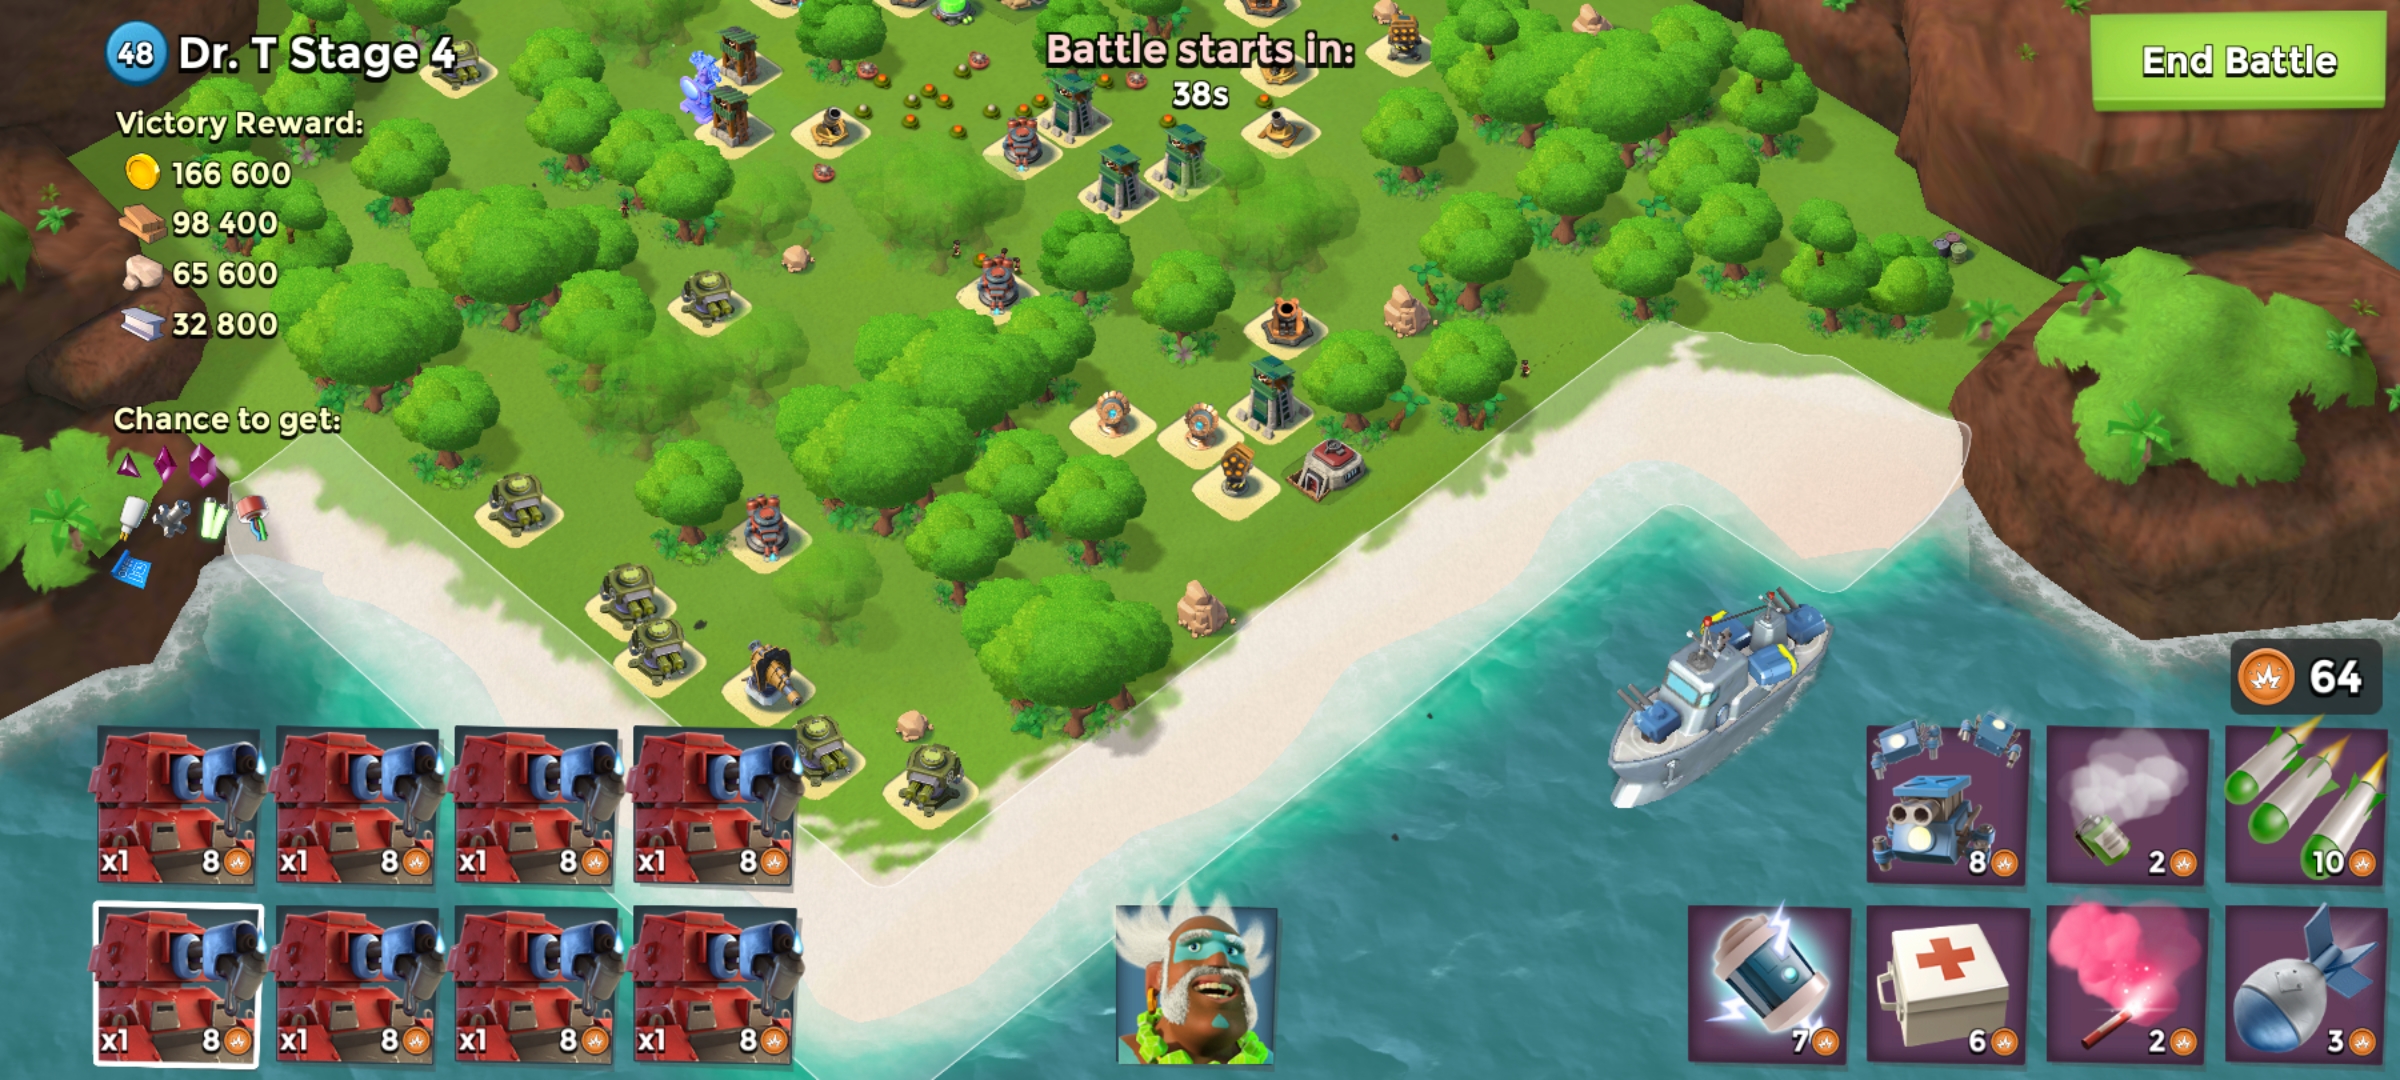 48 Dr. T Stage 4
Battle starts in:
38s
End Battle
Victory Reward:
166 600
98 400
65 600
32 800
Chance to get:
64
x1 8
x1 8
x1 8
x1 8
8
2
10
x1 8
x1 8
x1 8
x1 8
7
6
2
3